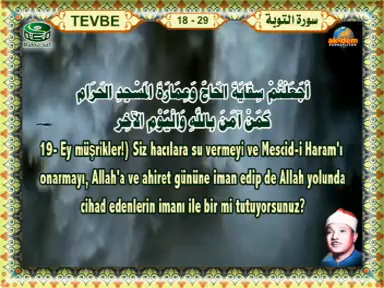 TEVBE
18 - 29
سورة التوبة
Makkaraf
akademi
أَجَعَلْتُمْ سِقَايَةَ الْحَاجِّ وَعِمَارَةَ الْمَسْجِدِ الْحَرَامِ
كَمَنْ آمَنَ بِاللَّهِ وَالْيَوْمِ الْآخِرِ
19- Ey müşrikler!) Siz hacılara su vermeyi ve Mescid-i Haram'ı
onarmayı, Allah'a ve ahiret gününe iman edip de Allah yolunda
cihad edenlerin imanı ile bir mi tutuyorsunuz?